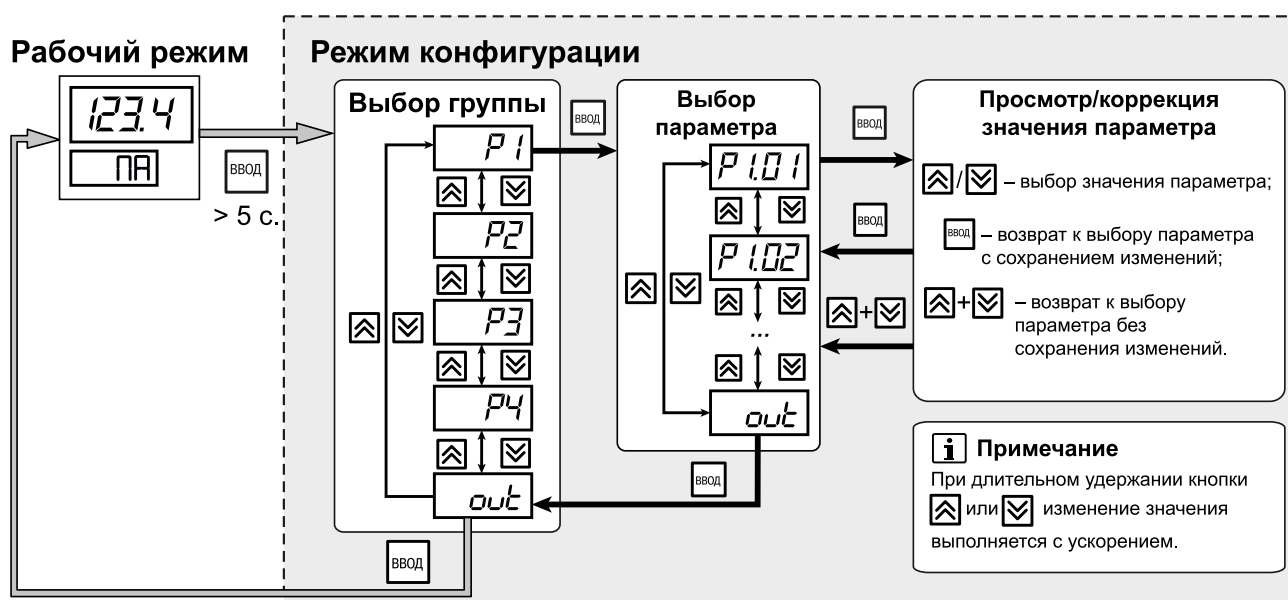 Рабочий режим
123.4
ПА
ВВОД
> 5 с.
Режим конфигурации
Выбор группы
P1
P2
P3
P4
out
ВВОД
ВВОД
Выбор
параметра
P1.01
P1.02
...
out
ВВОД
ВВОД
ВВОД
+
Просмотр/коррекция
значения параметра
/ – выбор значения параметра;
ВВОД – возврат к выбору параметра
с сохранением изменений;
+ – возврат к выбору
параметра без
сохранения изменений.
i Примечание
При длительном удержании кнопки
или изменение значения
выполняется с ускорением.